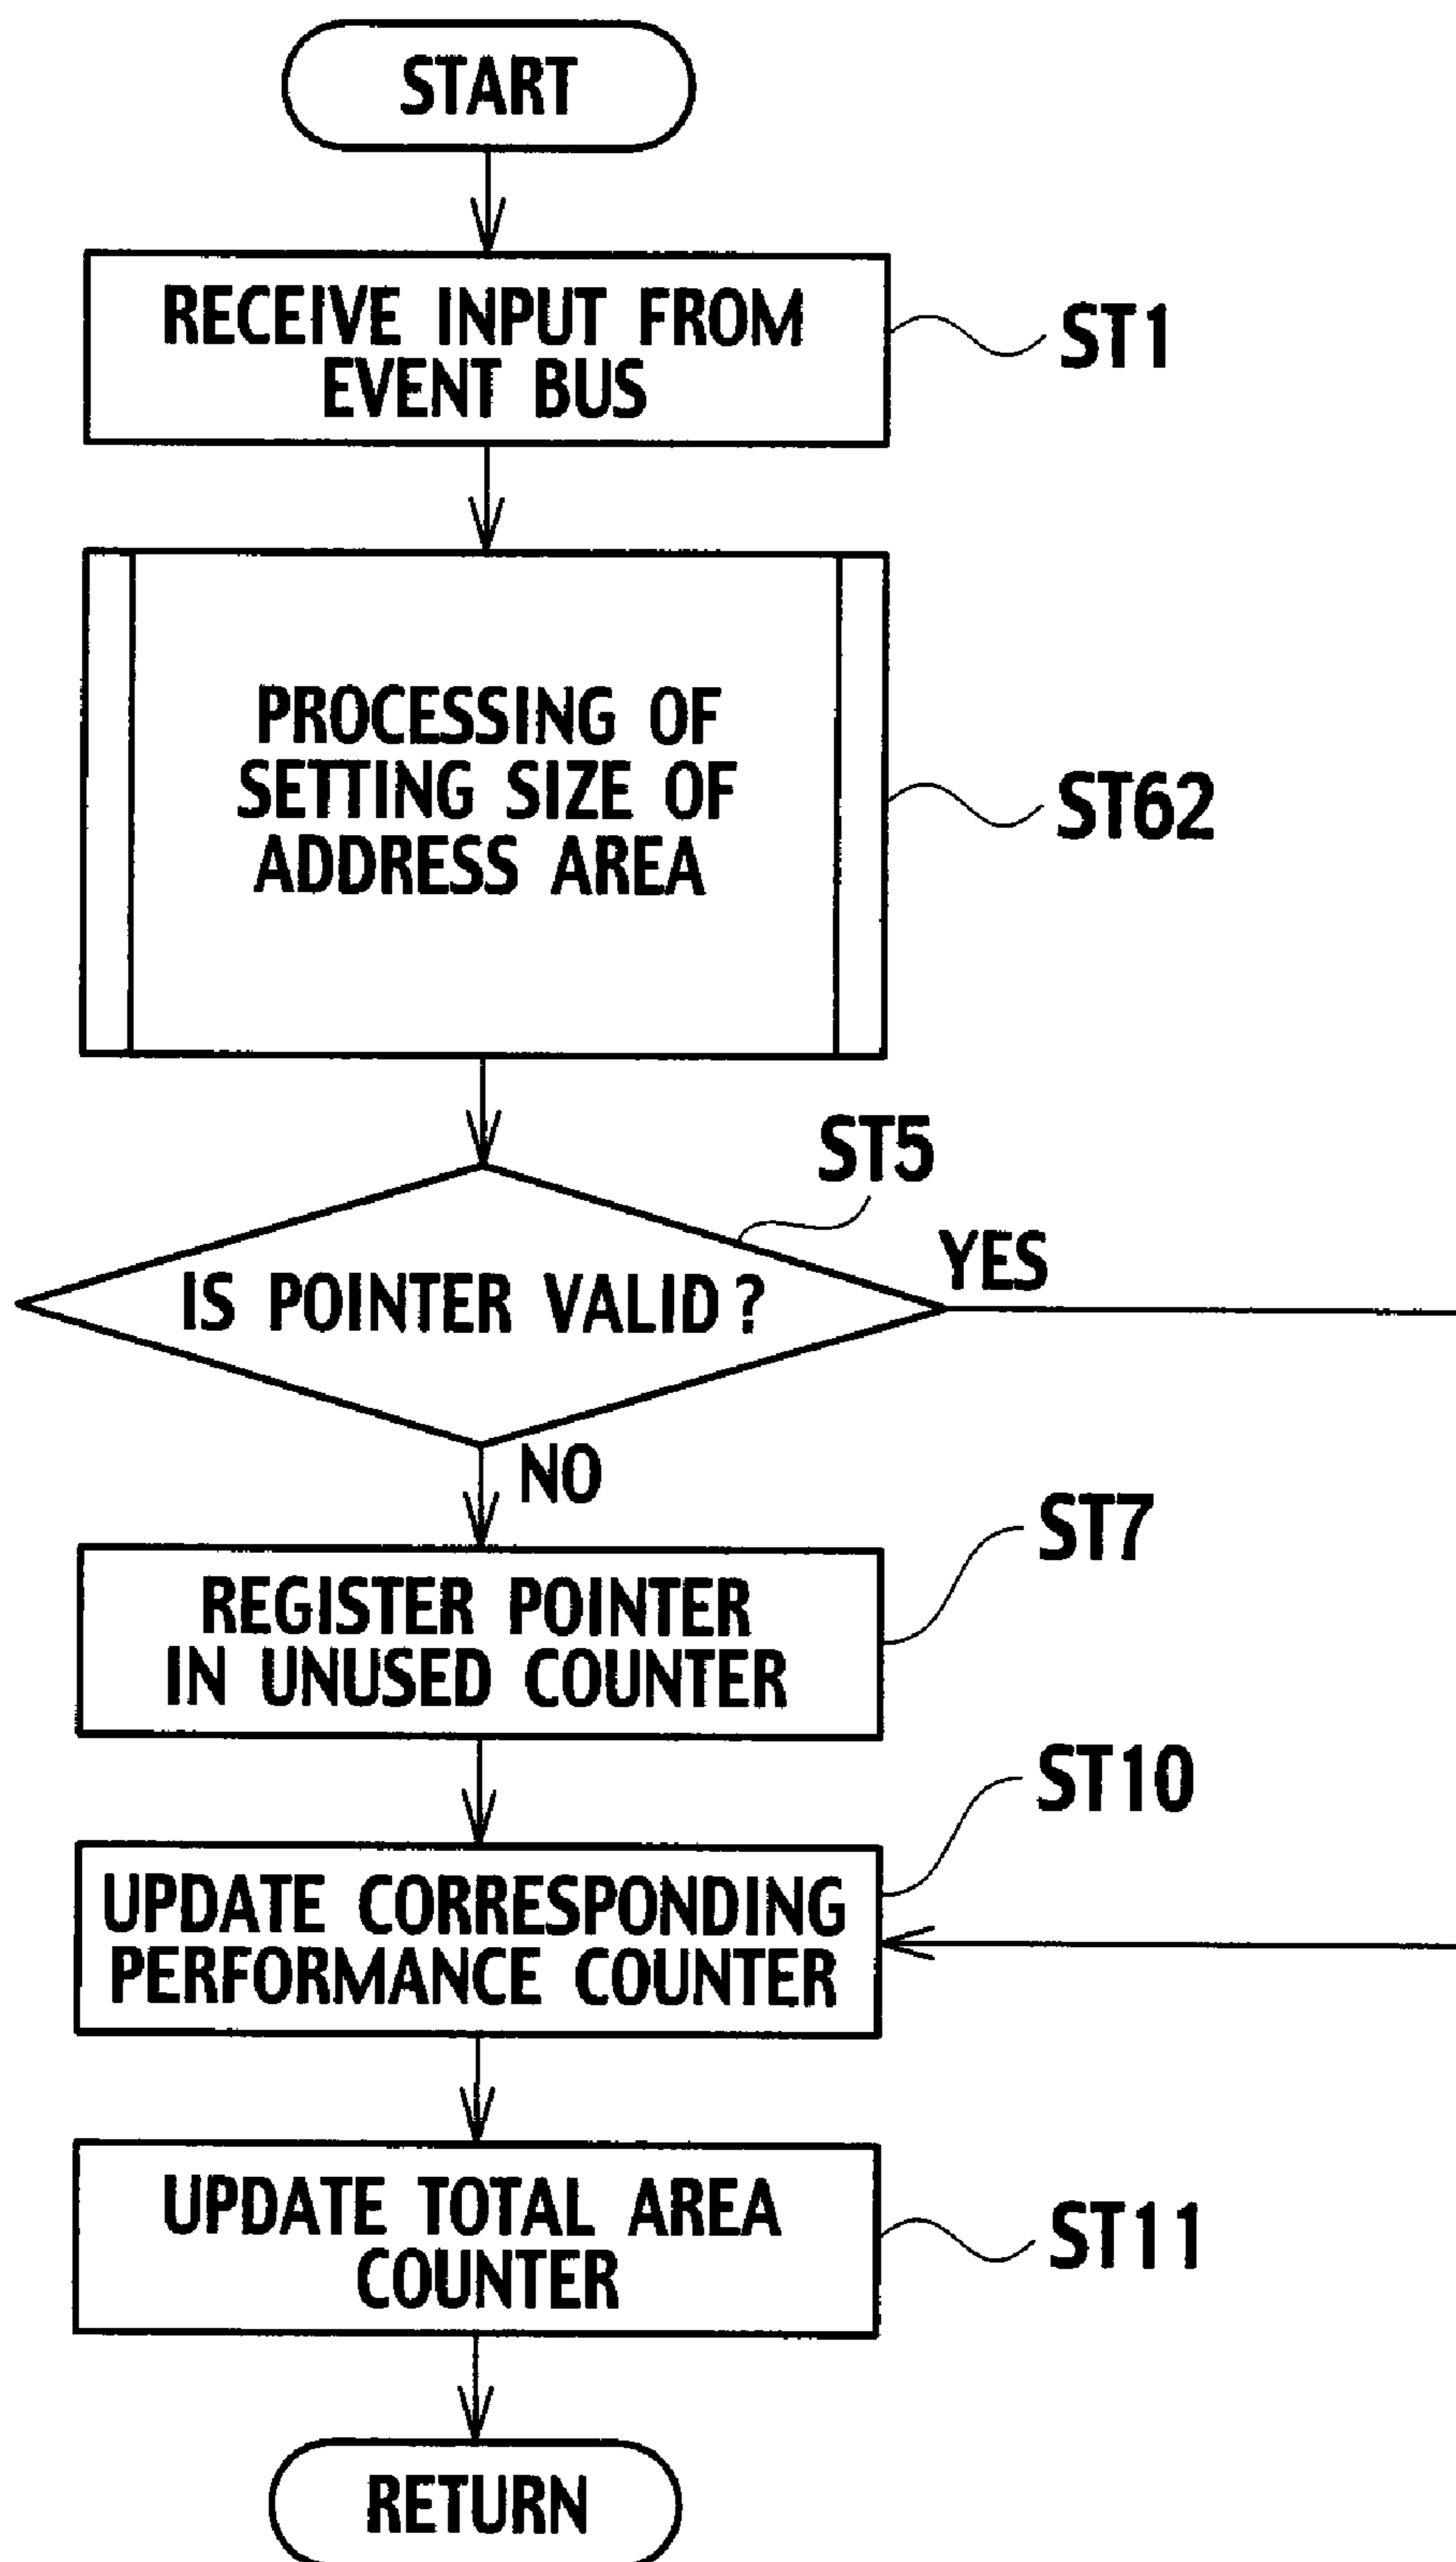 START
RECEIVE INPUT FROM
EVENT BUS
ST1
PROCESSING OF
SETTING SIZE OF
ADDRESS AREA
ST62
ST5
IS POINTER VALID?
YES
NO
REGISTER POINTER
IN UNUSED COUNTER
ST7
UPDATE CORRESPONDING
PERFORMANCE COUNTER
ST10
UPDATE TOTAL AREA
COUNTER
ST11
RETURN